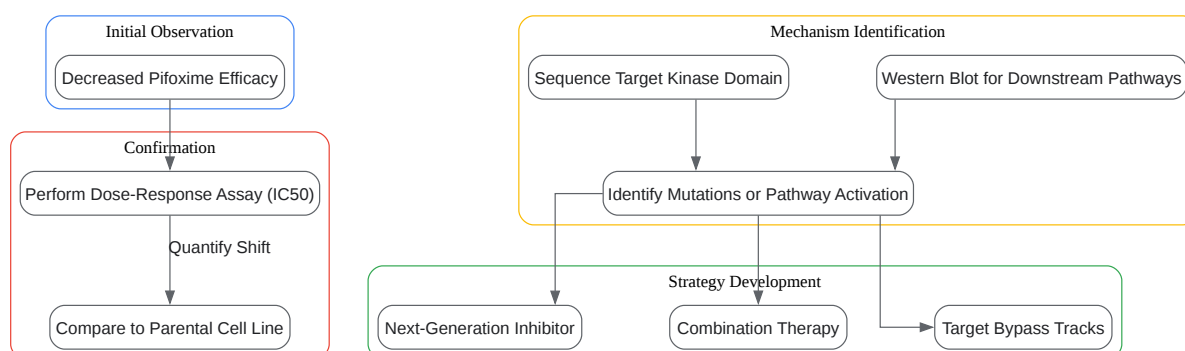 Initial Observation
Decreased Pifoxime Efficacy
Confirmation
Perform Dose-Response Assay (IC50)
Quantify Shift
Compare to Parental Cell Line
Mechanism Identification
Sequence Target Kinase Domain
Western Blot for Downstream Pathways
Identify Mutations or Pathway Activation
Strategy Development
Next-Generation Inhibitor
Combination Therapy
Target Bypass Tracks